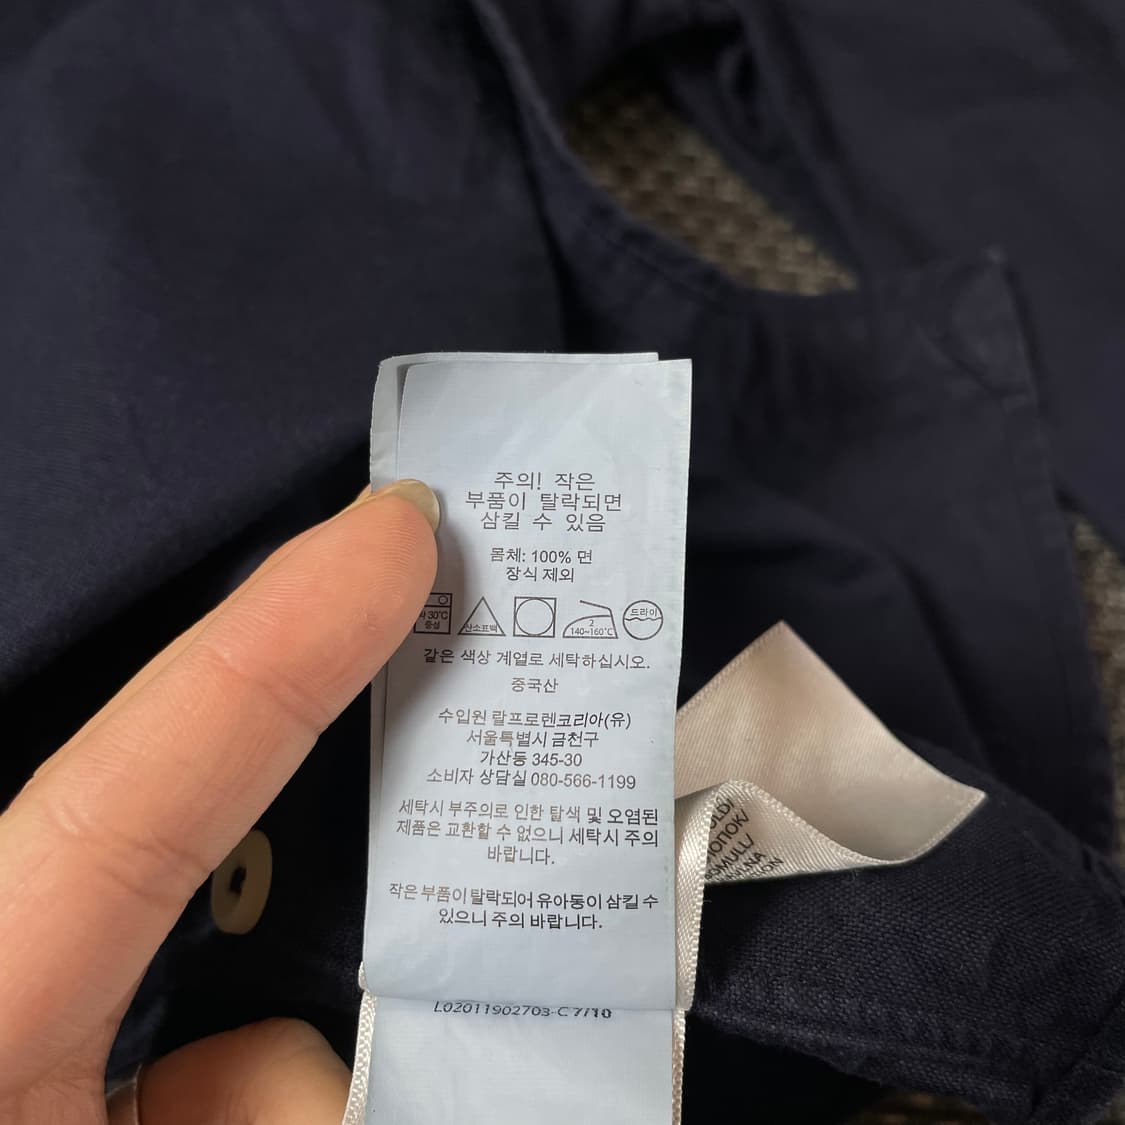 주의! 작은
부품이 탈락되면
삼킬 수 있음
몸체: 100% 면
장식 제외
30℃
중성
산소표백
2
140~160℃
드라이
같은 색상 계열로 세탁하십시오.
중국산
수입원 랄프로렌코리아(유)
서울특별시 금천구
가산동 345-30
소비자 상담실 080-566-1199
세탁시 부주의로 인한 탈색 및 오염된
제품은 교환할 수 없으니 세탁시 주의
바랍니다.
작은 부품이 탈락되어 유아동이 삼킬 수
있으니 주의 바랍니다.
L02011902703-C 7/10